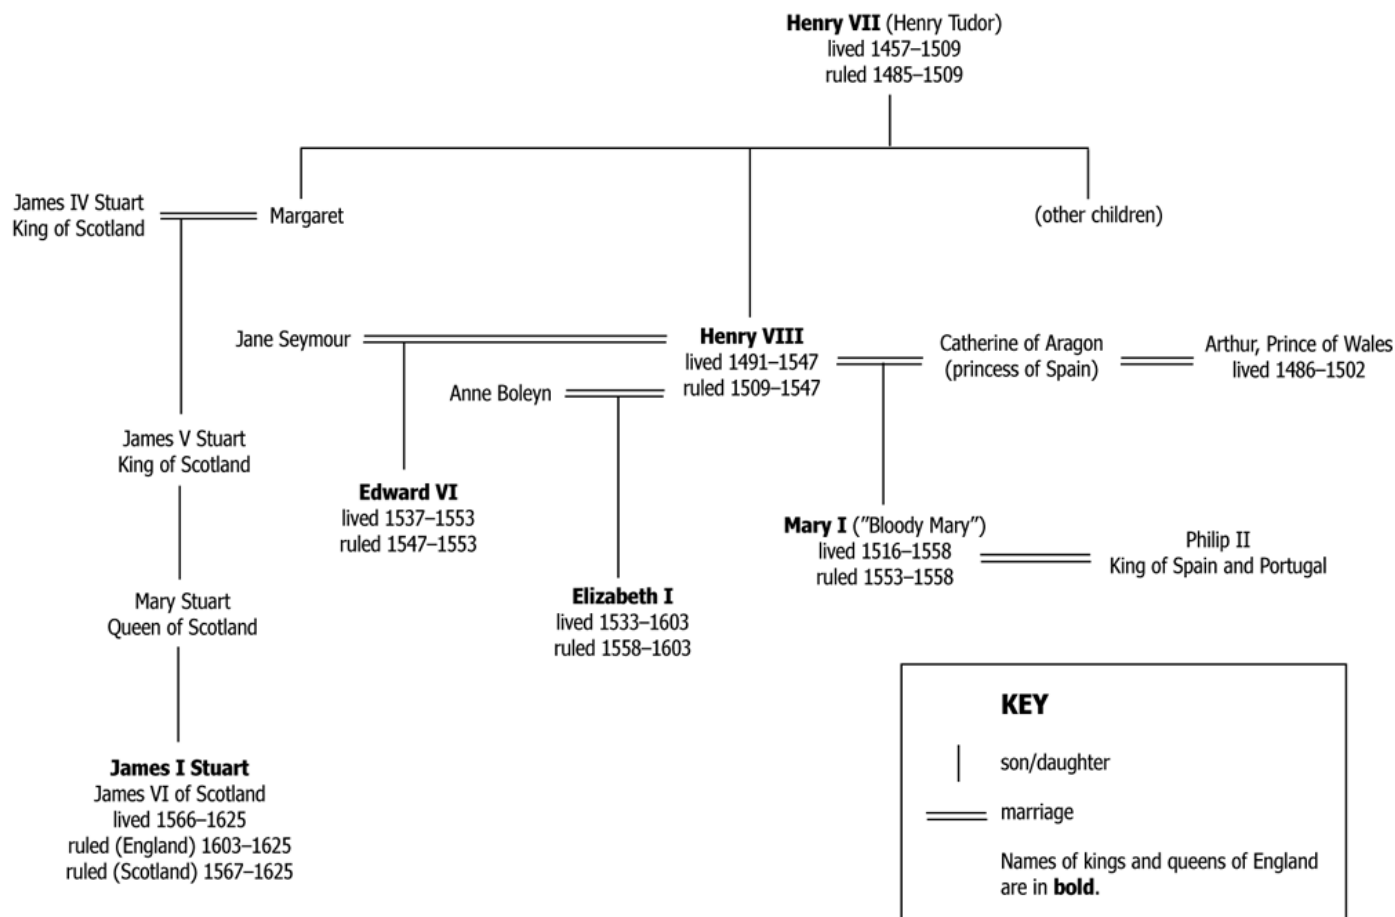 Henry VII (Henry Tudor)
lived 1457–1509
ruled 1485–1509
James IV Stuart
King of Scotland
Margaret
(other children)
Jane Seymour
Henry VIII
lived 1491–1547
ruled 1509–1547
Catherine of Aragon
(princess of Spain)
Arthur, Prince of Wales
lived 1486–1502
Anne Boleyn
James V Stuart
King of Scotland
Edward VI
lived 1537–1553
ruled 1547–1553
Mary I ("Bloody Mary")
lived 1516–1558
ruled 1553–1558
Philip II
King of Spain and Portugal
Mary Stuart
Queen of Scotland
Elizabeth I
lived 1533–1603
ruled 1558–1603
James I Stuart
James VI of Scotland
lived 1566–1625
ruled (England) 1603–1625
ruled (Scotland) 1567–1625
KEY
son/daughter
marriage
Names of kings and queens of England
are in bold.